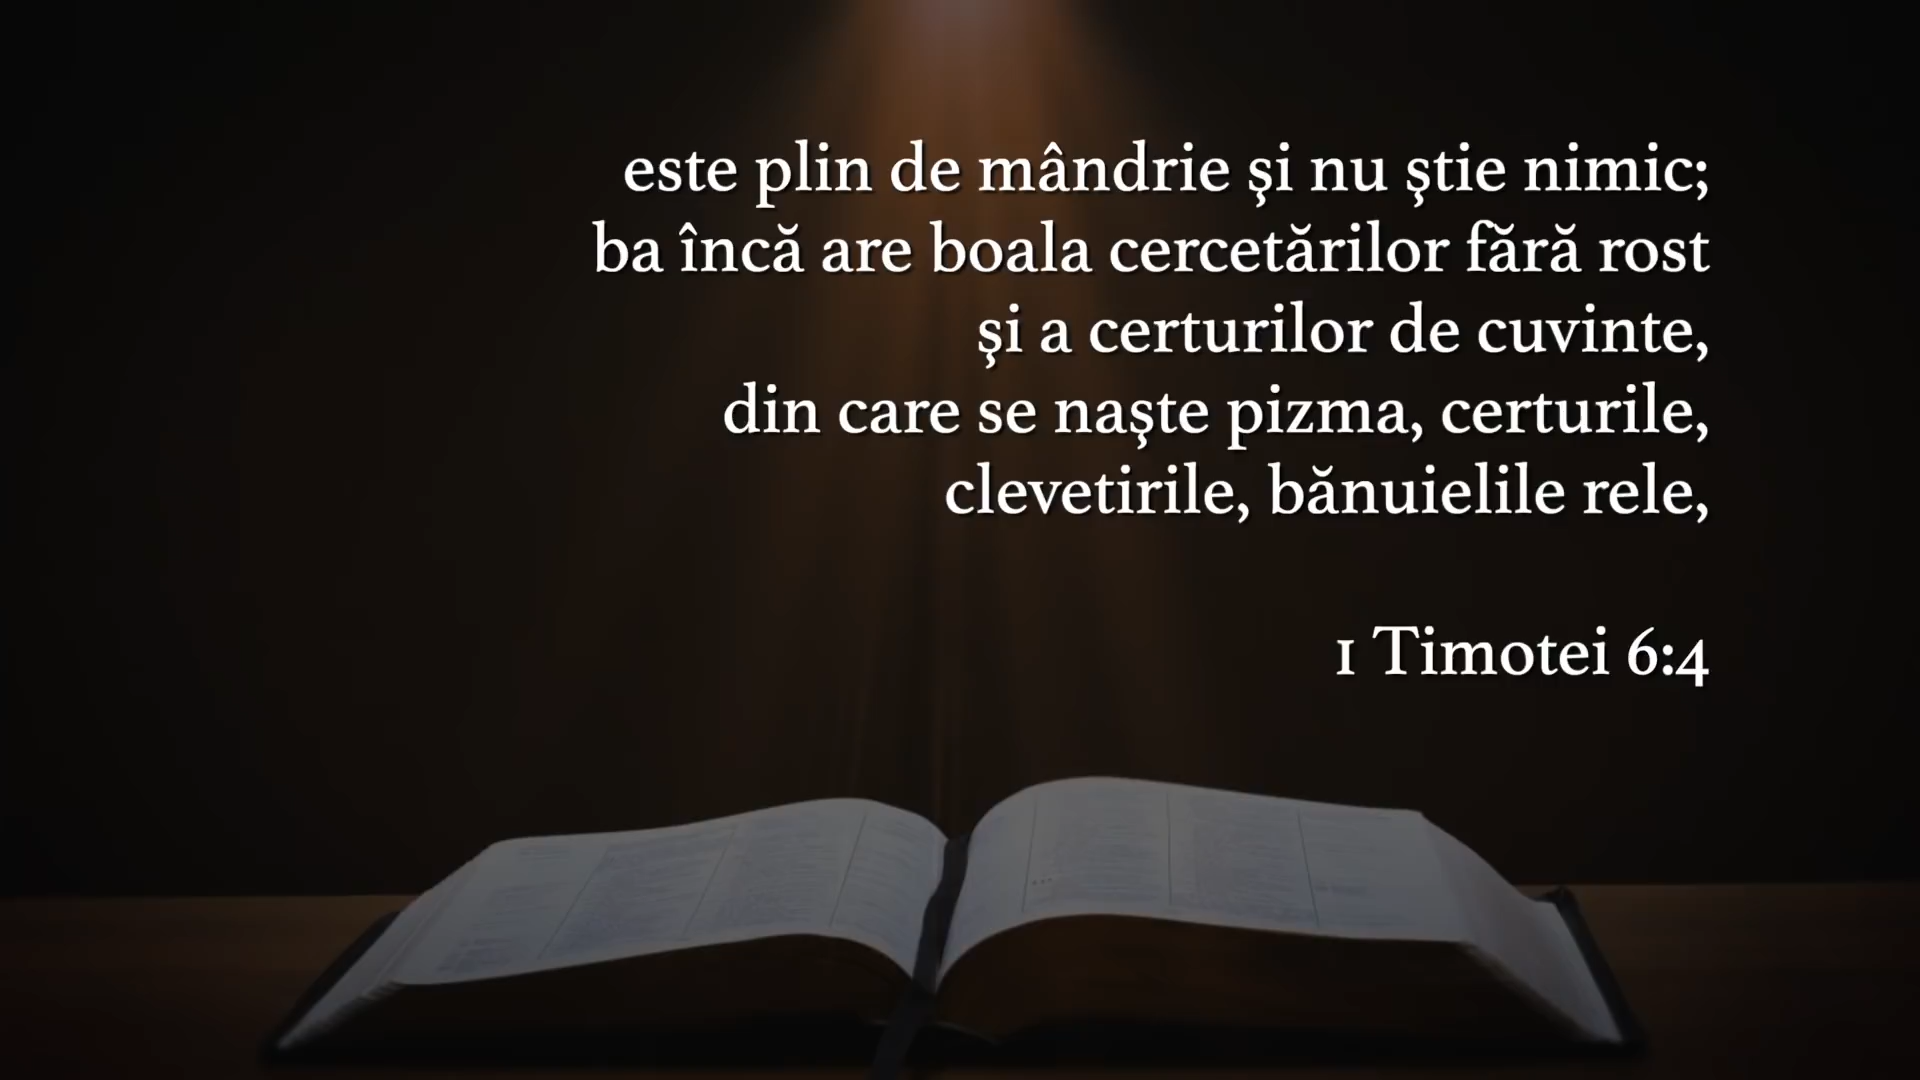 este plin de mândrie şi nu ştie nimic;
ba încă are boala cercetărilor fără rost
şi a certurilor de cuvinte,
din care se naşte pizma, certurile,
clevetirile, bănuielile rele,
1 Timotei 6:4